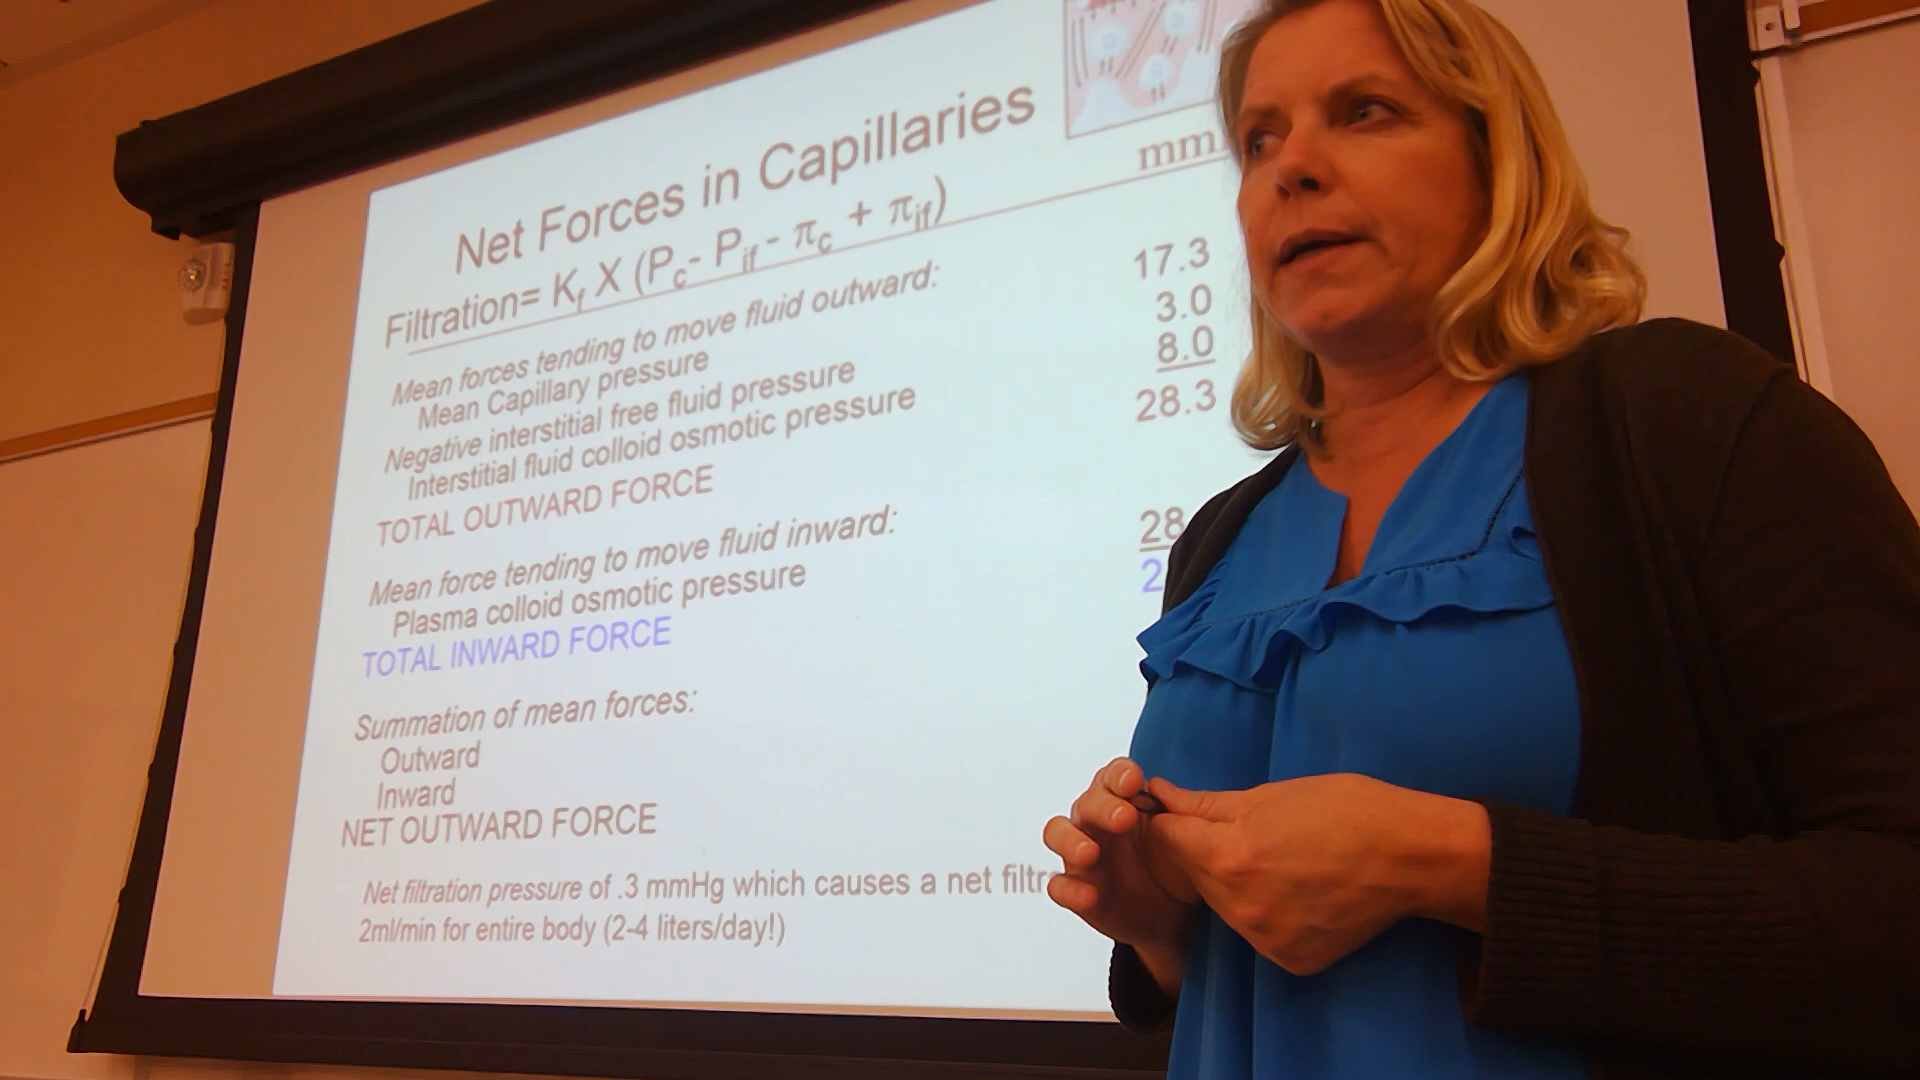 Net Forces in Capillaries
mm
Filtration= Kf X (Pc- Pif - πc + πif)
Mean forces tending to move fluid outward:
Mean Capillary pressure 17.3
Negative interstitial free fluid pressure 3.0
Interstitial fluid colloid osmotic pressure 8.0
TOTAL OUTWARD FORCE 28.3
Mean force tending to move fluid inward:
Plasma colloid osmotic pressure 28
TOTAL INWARD FORCE 2
Summation of mean forces:
Outward
Inward
NET OUTWARD FORCE
Net filtration pressure of .3 mmHg which causes a net filtr
2ml/min for entire body (2-4 liters/day!)